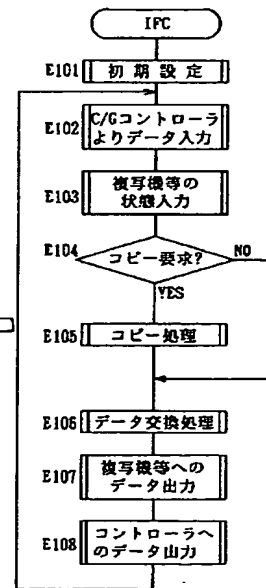 IFC
E101 初期設定
E102 C/Gコントローラ
よりデータ入力
E103 複写機等の
状態入力
E104 コピー要求? NO
YES
E105 コピー処理
E106 データ交換処理
E107 複写機等への
データ出力
E108 コントローラへ
のデータ出力